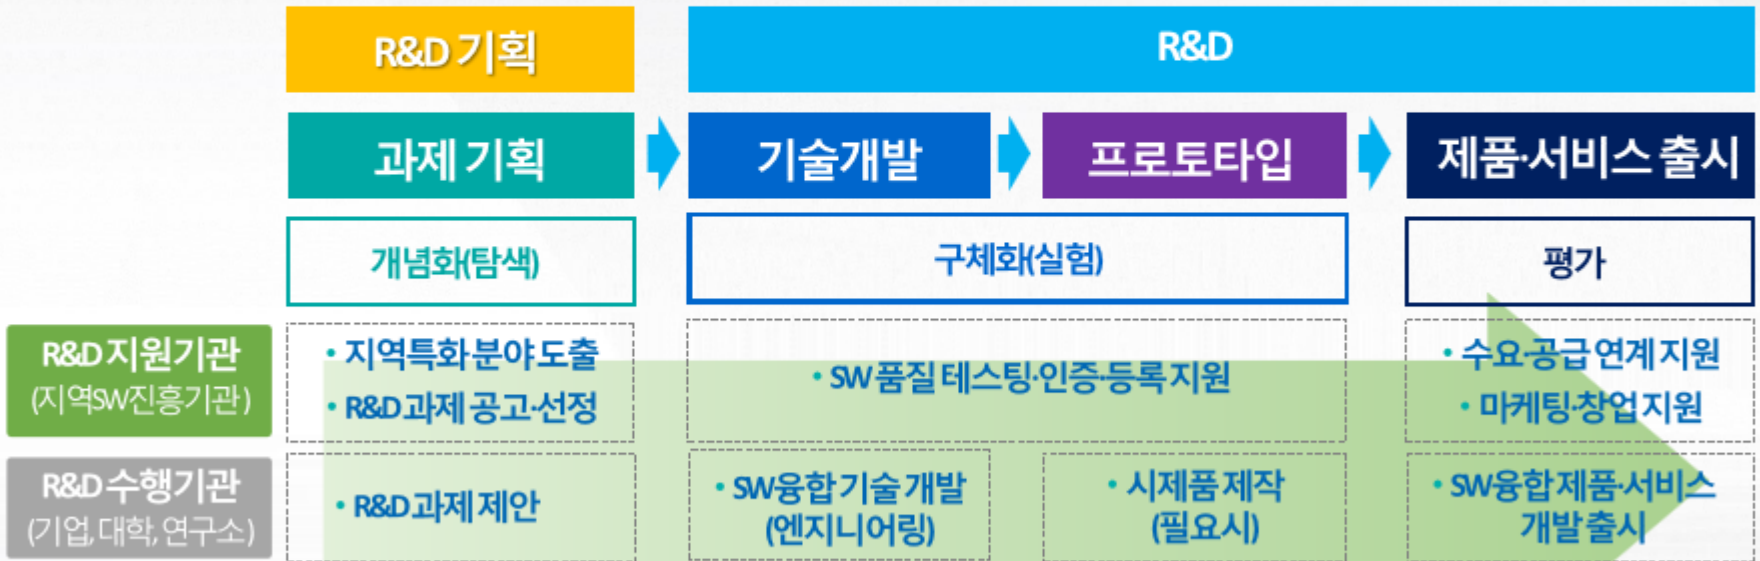 R&D 기획
R&D
과제 기획
기술개발
프로토타입
제품·서비스 출시
개념화(탐색)
구체화(실험)
평가
R&D 지원기관
(지역SW진흥기관)
• 지역특화 분야 도출
• R&D 과제 공고·선정
• SW 품질 테스팅·인증·등록 지원
• 수요·공급 연계 지원
• 마케팅·창업 지원
R&D 수행기관
(기업, 대학, 연구소)
• R&D 과제 제안
• SW융합 기술 개발
(엔지니어링)
• 시제품 제작
(필요시)
• SW융합 제품·서비스
개발 출시